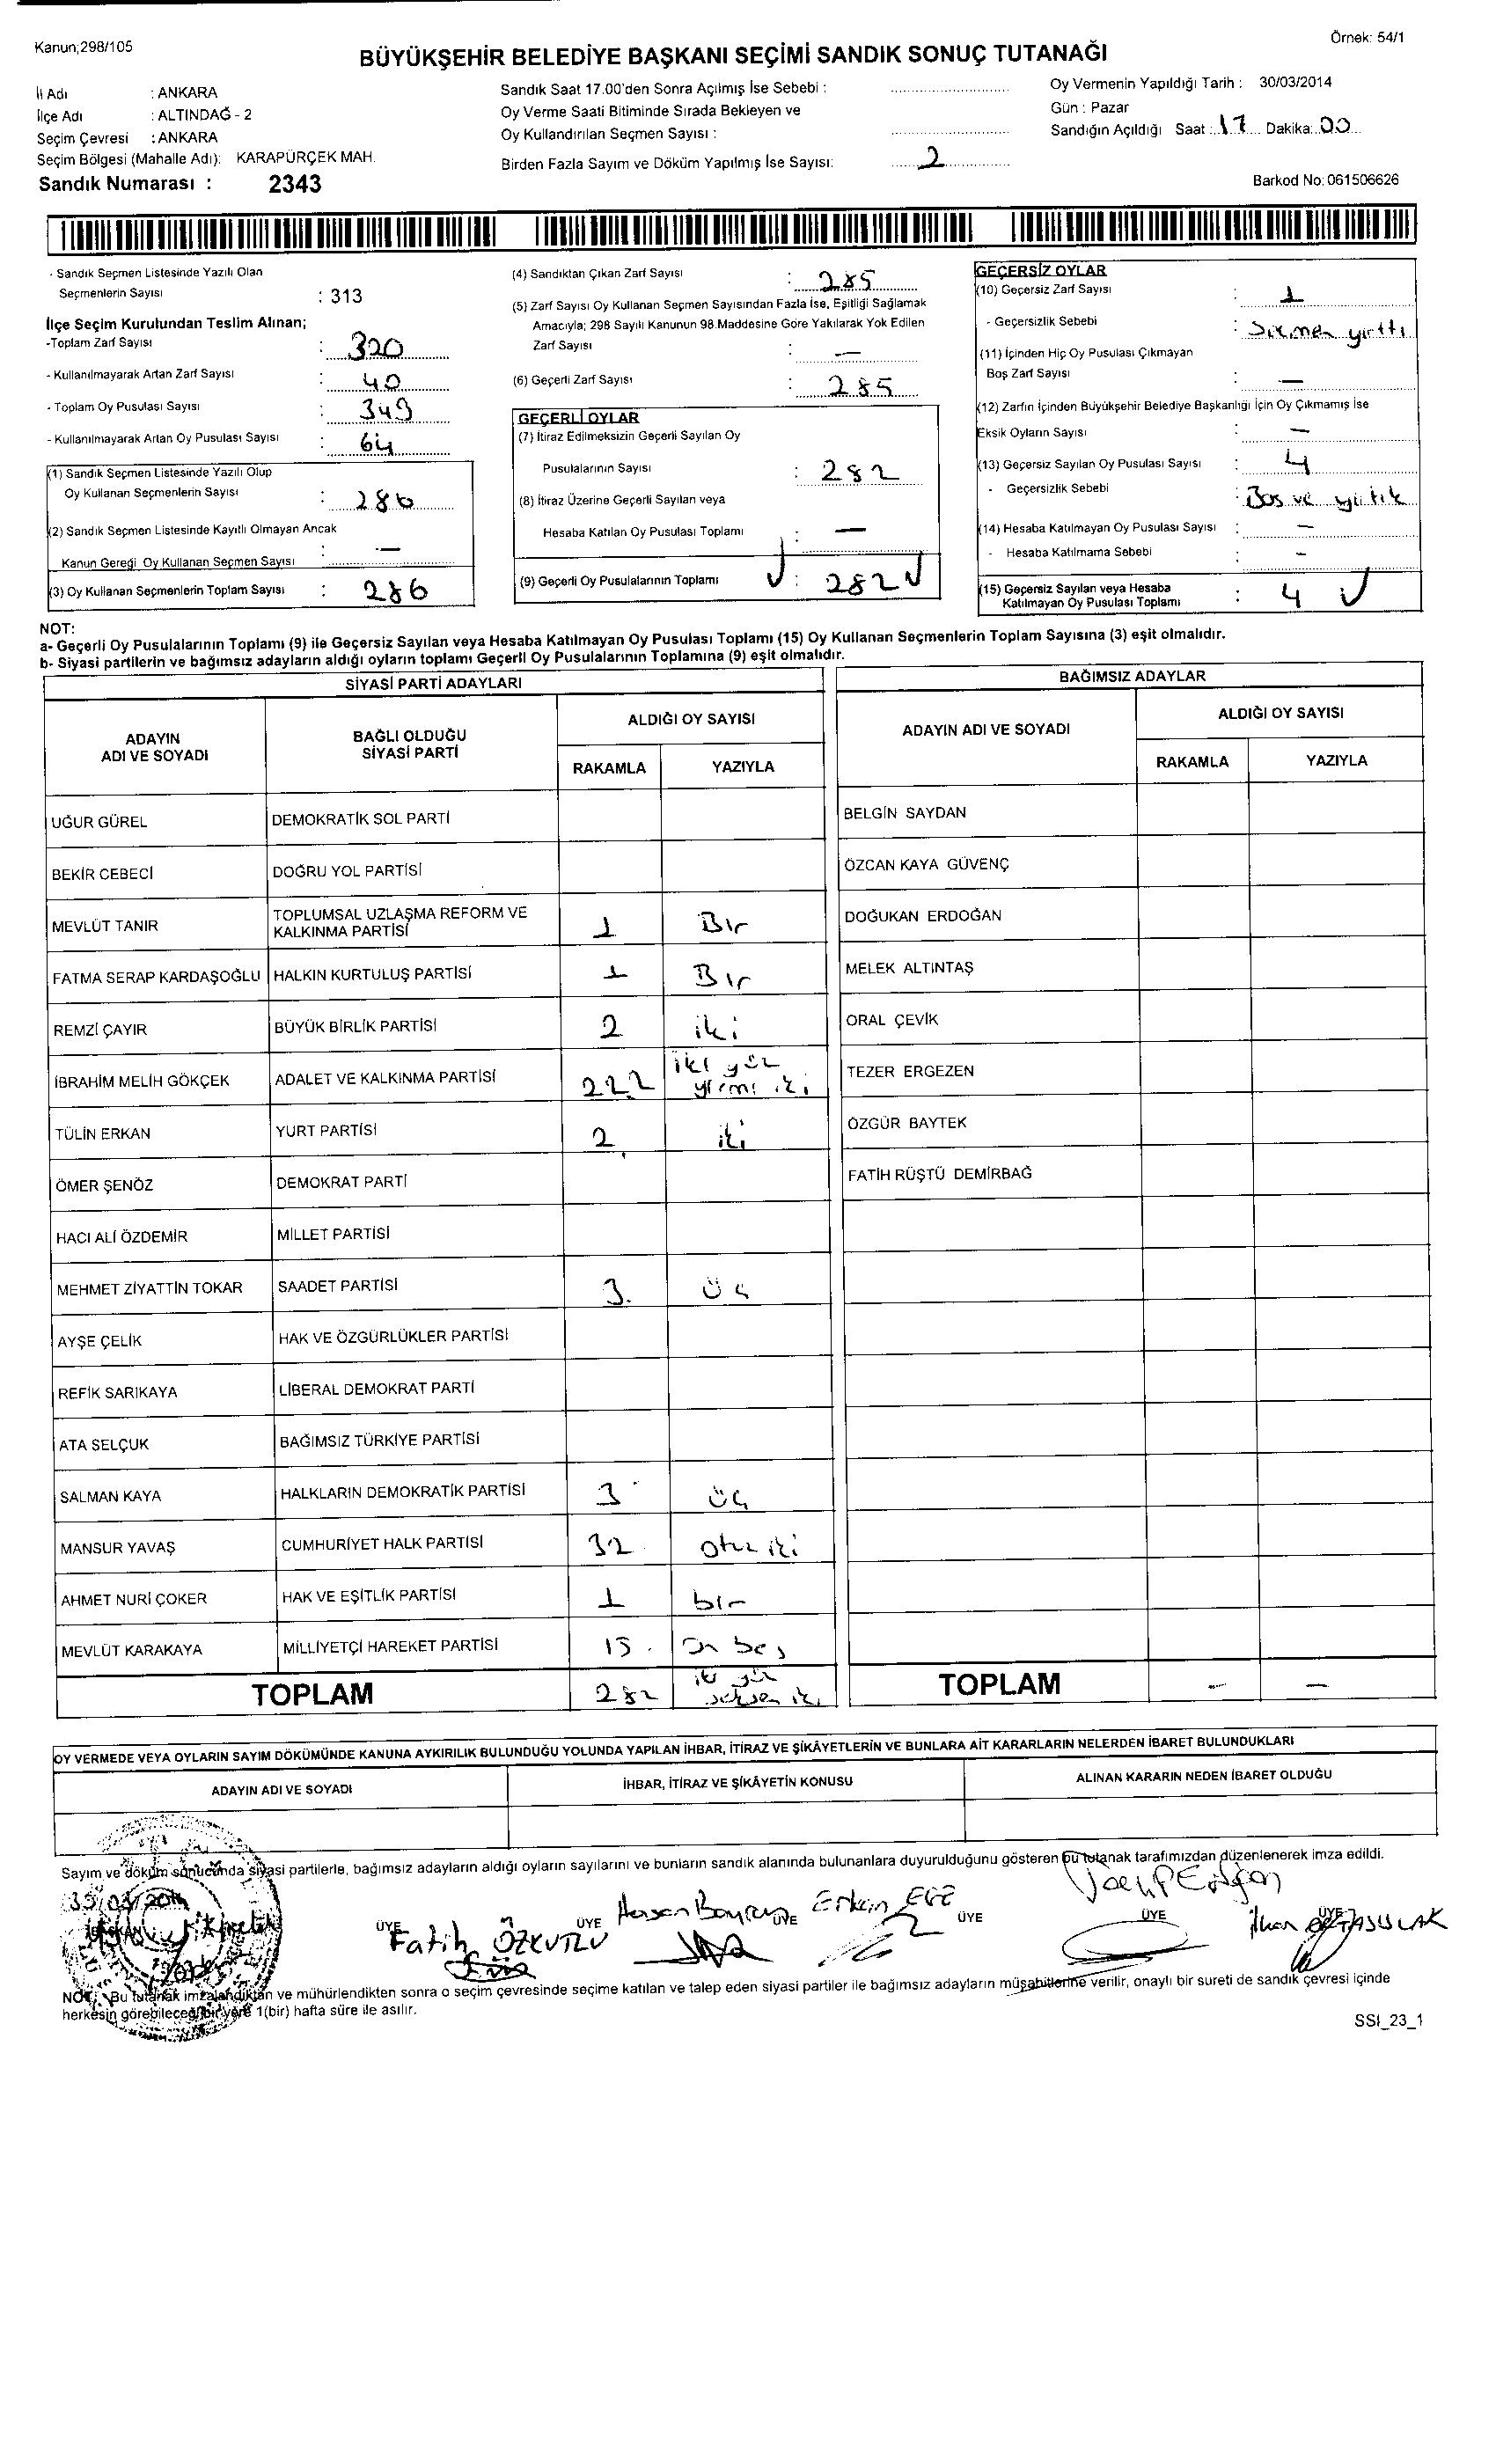 Kanun;298/105
Örnek: 54/1
BÜYÜKŞEHİR BELEDİYE BAŞKANI SEÇİMİ SANDIK SONUÇ TUTANAĞI
İl Adı : ANKARA
İlçe Adı : ALTINDAĞ - 2
Seçim Çevresi : ANKARA
Seçim Bölgesi (Mahalle Adı): KARAPÜRÇEK MAH.
Sandık Numarası : 2343
Sandık Saat 17.00'den Sonra Açılmış İse Sebebi :
Oy Verme Saati Bitiminde Sırada Bekleyen ve
Oy Kullandırılan Seçmen Sayısı :
Birden Fazla Sayım ve Döküm Yapılmış İse Sayısı: 2
Oy Vermenin Yapıldığı Tarih : 30/03/2014
Gün : Pazar
Sandığın Açıldığı Saat : 17 Dakika: 00
Barkod No: 061506626
- Sandık Seçmen Listesinde Yazılı Olan
Seçmenlerin Sayısı : 313
İlçe Seçim Kurulundan Teslim Alınan;
-Toplam Zarf Sayısı : 320
- Kullanılmayarak Artan Zarf Sayısı : 40
- Toplam Oy Pusulası Sayısı : 349
- Kullanılmayarak Artan Oy Pusulası Sayısı : 64
(1) Sandık Seçmen Listesinde Yazılı Olup
Oy Kullanan Seçmenlerin Sayısı : 286
(2) Sandık Seçmen Listesinde Kayıtlı Olmayan Ancak
Kanun Gereği Oy Kullanan Seçmen Sayısı : —
(3) Oy Kullanan Seçmenlerin Toplam Sayısı : 286
(4) Sandıktan Çıkan Zarf Sayısı : 285
(5) Zarf Sayısı Oy Kullanan Seçmen Sayısından Fazla İse, Eşitliği Sağlamak
Amacıyla; 298 Sayılı Kanunun 98.Maddesine Göre Yakılarak Yok Edilen
Zarf Sayısı : —
(6) Geçerli Zarf Sayısı : 285
GEÇERLİ OYLAR
(7) İtiraz Edilmeksizin Geçerli Sayılan Oy
Pusulalarının Sayısı : 282
(8) İtiraz Üzerine Geçerli Sayılan veya
Hesaba Katılan Oy Pusulası Toplamı : —
(9) Geçerli Oy Pusulalarının Toplamı : 282
GEÇERSİZ OYLAR
(10) Geçersiz Zarf Sayısı : 1
- Geçersizlik Sebebi : yırttı
(11) İçinden Hiç Oy Pusulası Çıkmayan
Boş Zarf Sayısı : —
(12) Zarfın İçinden Büyükşehir Belediye Başkanlığı İçin Oy Çıkmamış İse
Eksik Oyların Sayısı : —
(13) Geçersiz Sayılan Oy Pusulası Sayısı : 4
- Geçersizlik Sebebi : Bos ve yırtık
(14) Hesaba Katılmayan Oy Pusulası Sayısı : —
- Hesaba Katılmama Sebebi : —
(15) Geçersiz Sayılan veya Hesaba
Katılmayan Oy Pusulası Toplamı : 4
NOT:
a- Geçerli Oy Pusulalarının Toplamı (9) ile Geçersiz Sayılan veya Hesaba Katılmayan Oy Pusulası Toplamı (15) Oy Kullanan Seçmenlerin Toplam Sayısına (3) eşit olmalıdır.
b- Siyasi partilerin ve bağımsız adayların aldığı oyların toplamı Geçerli Oy Pusulalarının Toplamına (9) eşit olmalıdır.
SİYASİ PARTİ ADAYLARI
ADAYIN ADI VE SOYADI BAĞLI OLDUĞU SİYASİ PARTİ ALDIĞI OY SAYISI
RAKAMLA YAZIYLA
UĞUR GÜREL DEMOKRATİK SOL PARTİ
BEKİR CEBECİ DOĞRU YOL PARTİSİ
MEVLÜT TANIR TOPLUMSAL UZLAŞMA REFORM VE KALKINMA PARTİSİ 1 Bir
FATMA SERAP KARDAŞOĞLU HALKIN KURTULUŞ PARTİSİ 1 Bir
REMZİ ÇAYIR BÜYÜK BİRLİK PARTİSİ 2 iki
İBRAHİM MELİH GÖKÇEK ADALET VE KALKINMA PARTİSİ 222 iki yüz yirmi iki
TÜLİN ERKAN YURT PARTİSİ 2 iki
ÖMER ŞENÖZ DEMOKRAT PARTİ
HACI ALİ ÖZDEMİR MİLLET PARTİSİ
MEHMET ZİYATTİN TOKAR SAADET PARTİSİ 3 üç
AYŞE ÇELİK HAK VE ÖZGÜRLÜKLER PARTİSİ
REFİK SARIKAYA LİBERAL DEMOKRAT PARTİ
ATA SELÇUK BAĞIMSIZ TÜRKİYE PARTİSİ
SALMAN KAYA HALKLARIN DEMOKRATİK PARTİSİ 3 üç
MANSUR YAVAŞ CUMHURİYET HALK PARTİSİ 32 otuz iki
AHMET NURİ ÇOKER HAK VE EŞİTLİK PARTİSİ 1 bir
MEVLÜT KARAKAYA MİLLİYETÇİ HAREKET PARTİSİ 15 on beş
TOPLAM 282 iki yüz seksen iki
BAĞIMSIZ ADAYLAR
ADAYIN ADI VE SOYADI ALDIĞI OY SAYISI
RAKAMLA YAZIYLA
BELGİN SAYDAN
ÖZCAN KAYA GÜVENÇ
DOĞUKAN ERDOĞAN
MELEK ALTINTAŞ
ORAL ÇEVİK
TEZER ERGEZEN
ÖZGÜR BAYTEK
FATİH RÜŞTÜ DEMİRBAĞ
TOPLAM — —
OY VERMEDE VEYA OYLARIN SAYIM DÖKÜMÜNDE KANUNA AYKIRILIK BULUNDUĞU YOLUNDA YAPILAN İHBAR, İTİRAZ VE ŞİKÂYETLERİN VE BUNLARA AİT KARARLARIN NELERDEN İBARET BULUNDUKLARI
ADAYIN ADI VE SOYADI İHBAR, İTİRAZ VE ŞİKÂYETİN KONUSU ALINAN KARARIN NEDEN İBARET OLDUĞU
Sayım ve döküm sonucunda siyasi partilerle, bağımsız adayların aldığı oyların sayılarını ve bunların sandık alanında bulunanlara duyurulduğunu gösteren bu tutanak tarafımızdan düzenlenerek imza edildi.
ÜYE ÜYE ÜYE ÜYE ÜYE ÜYE
Fatih ÖZKUTLU
Erkin EGE
NOT: Bu tutanak imzalandıktan ve mühürlendikten sonra o seçim çevresinde seçime katılan ve talep eden siyasi partiler ile bağımsız adayların müşahitlerine verilir, onaylı bir sureti de sandık çevresi içinde
herkesin görebileceği bir yere 1(bir) hafta süre ile asılır.
SSI_23_1